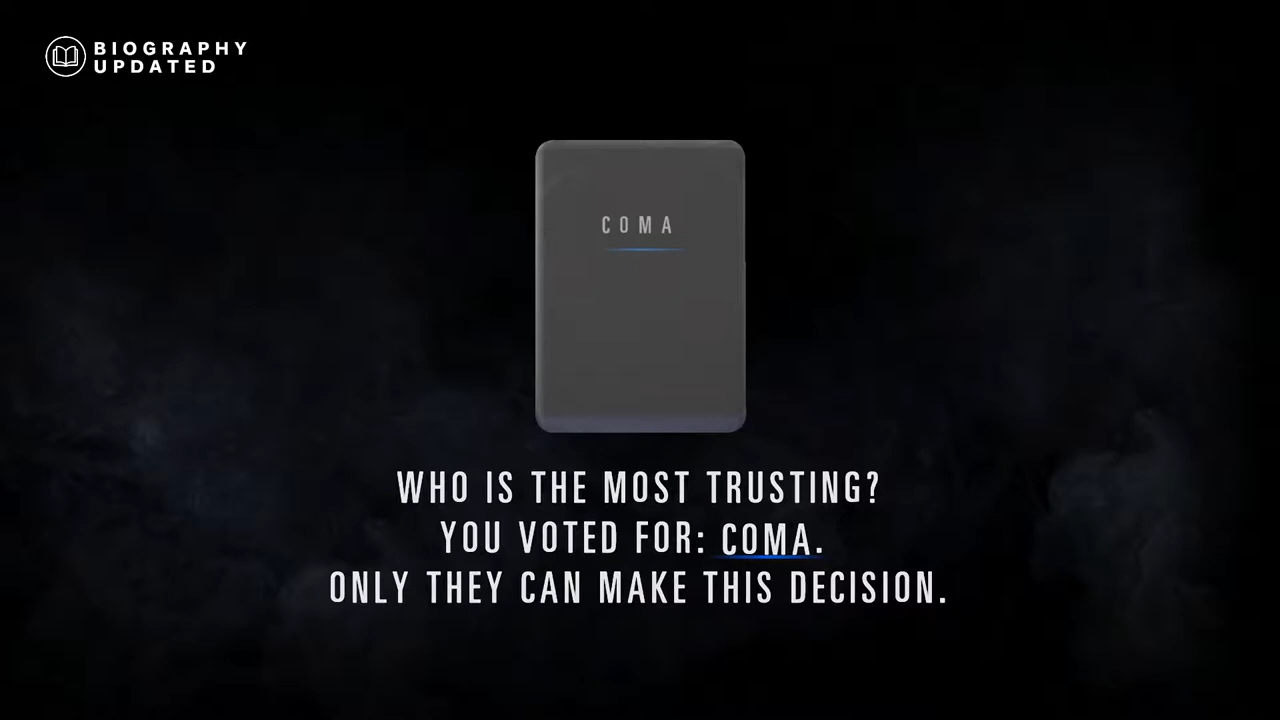 BIOGRAPHY
UPDATED
COMA
WHO IS THE MOST TRUSTING?
YOU VOTED FOR: COMA.
ONLY THEY CAN MAKE THIS DECISION.